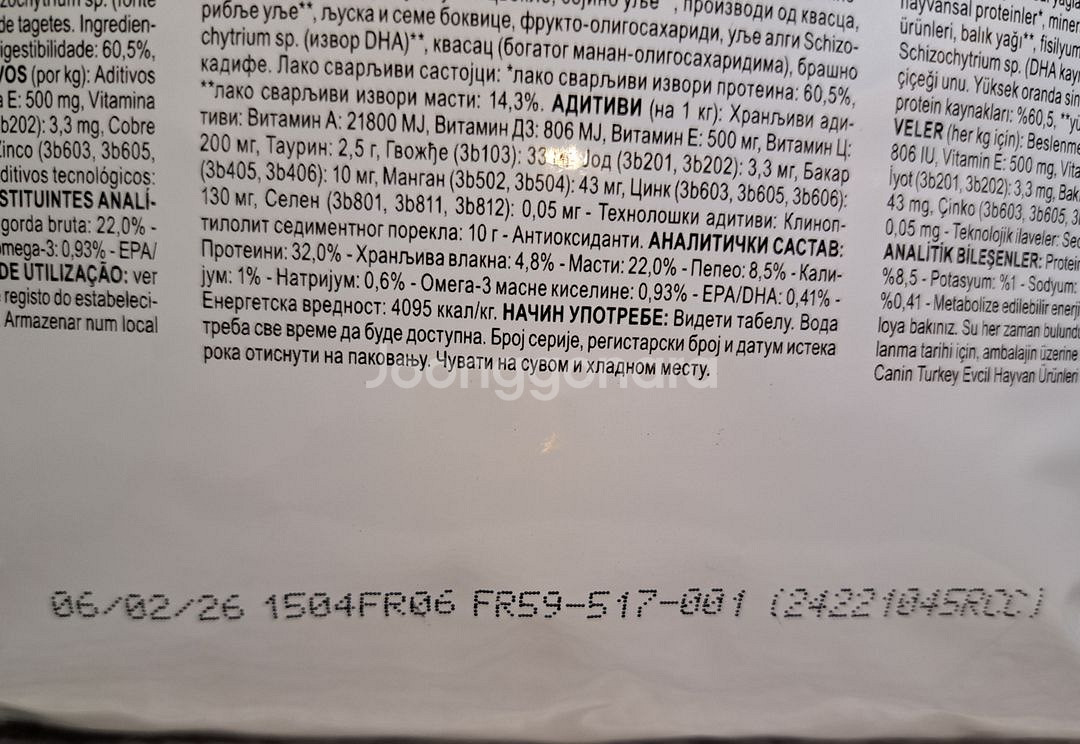 de tagetes. Ingredien-
igestibilidade: 60,5%,
VOS (por kg): Aditivos
E: 500 mg, Vitamina
3b202): 3,3 mg, Cobre
Zinco (3b603, 3b605,
ditivos tecnológicos:
STITUINTES ANALÍ-
gorda bruta: 22,0% -
omega-3: 0,93% - EPA/
DE UTILIZAÇÃO: ver
registo do estabeleci-
Armazenar num local
рибље уље**, љуска и семе боквице, фрукто-олигосахариди, уље алги Schizo-
chytrium sp. (извор DHA)**, квасац (богатог манан-олигосахаридима), брашно
кадифе. Лако сварљиви састојци: *лако сварљиви извори протеина: 60,5%,
**лако сварљиви извори масти: 14,3%. АДИТИВИ (на 1 кг): Хранљиви ади-
тиви: Витамин А: 21800 MJ, Витамин Д3: 806 MJ, Витамин Е: 500 мг, Витамин Ц:
200 мг, Таурин: 2,5 г, Гвожђе (3b103): Јод (3b201, 3b202): 3,3 мг, Бакар
(3b405, 3b406): 10 мг, Манган (3b502, 3b504): 43 мг, Цинк (3b603, 3b605, 3b606):
130 мг, Селен (3b801, 3b811, 3b812): 0,05 мг - Технолошки адитиви: Клиноп-
тилолит седиментног порекла: 10 г - Антиоксиданти. АНАЛИТИЧКИ САСТАВ:
Протеини: 32,0% - Хранљива влакна: 4,8% - Масти: 22,0% - Пепео: 8,5% - Кали-
јум: 1% - Натријум: 0,6% - Омега-3 масне киселине: 0,93% - EPA/DHA: 0,41% -
Енергетска вредност: 4095 ккал/кг. НАЧИН УПОТРЕБЕ: Видети табелу. Вода
треба све време да буде доступна. Број серије, регистарски број и датум истека
рока отиснути на паковању. Чувати на сувом и хладном месту.
hayvansal proteinler*, miner
ürünleri, balık yağı**, fisilyum
Schizochytrium sp. (DHA kay
çiçeği unu. Yüksek oranda sin
protein kaynakları: %60,5, **yü
VELER (her kg için): Beslenme
806 IU, Vitamin E: 500 mg, Vita
İyot (3b201, 3b202): 3,3 mg, Bak
43 mg, Çinko (3b603, 3b605, 3b
0,05 mg - Teknolojik ilaveler: Sed
ANALİTİK BİLEŞENLER: Protein
%8,5 - Potasyum: %1 - Sodyum:
%0,41 - Metabolize edilebilir enerji
loya bakınız. Su her zaman bulundu
lanma tarihi için, ambalajın üzerine
Canin Turkey Evcil Hayvan Ürünleri
Joonggonara
06/02/26 1504FR06 FR59-517-001 (24221045RCC)